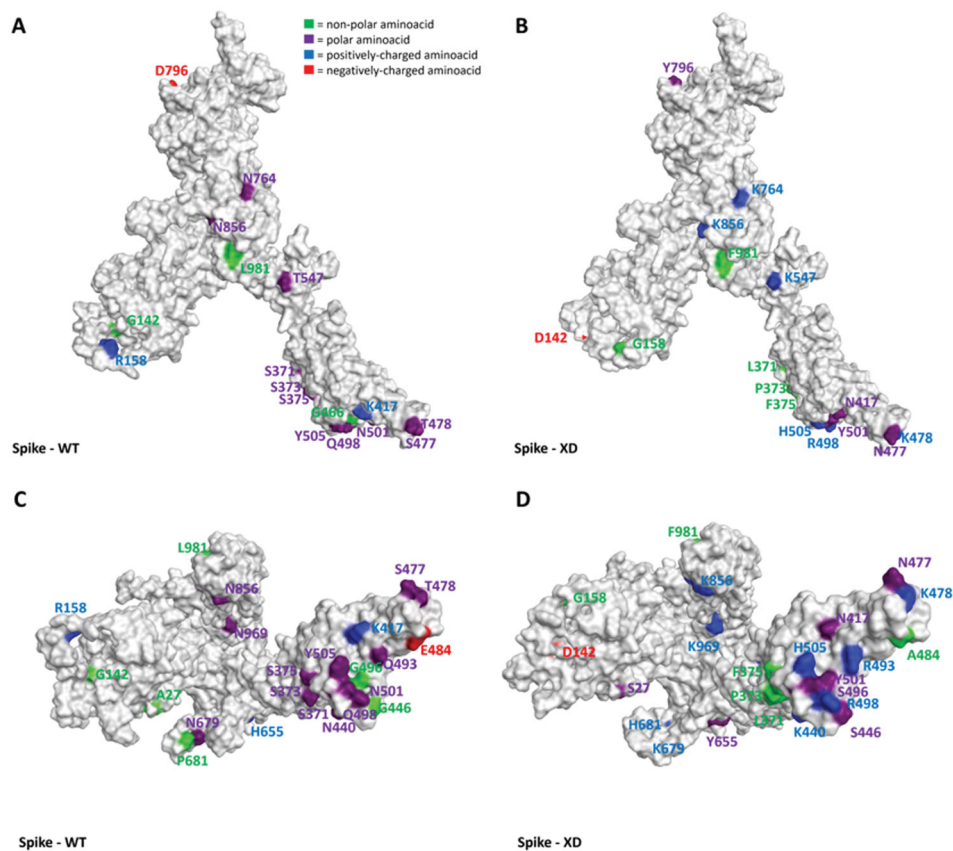 A
= non-polar aminoacid
= polar aminoacid
= positively-charged aminoacid
= negatively-charged aminoacid
D796
N764
N856
L981
T547
G142
R158
S371
S373
S375
G466
K417
Y505
N501
T478
Q498
S477
Spike - WT
B
Y796
K764
K856
F981
K547
D142
G158
L371
P373
F375
N417
H505
Y501
R498
K478
N477
Spike - XD
C
L981
S477
N856
T478
R158
N969
K417
E484
Y505
Q493
S375
G496
G142
S373
N501
A27
S371
Q498
G446
N440
N679
H655
P681
Spike - WT
D
F981
N477
K856
K478
G158
N417
K969
H505
D142
A484
F375
R493
Y501
S27
P373
S496
R498
L371
H681
K440
S446
Y655
K679
Spike - XD